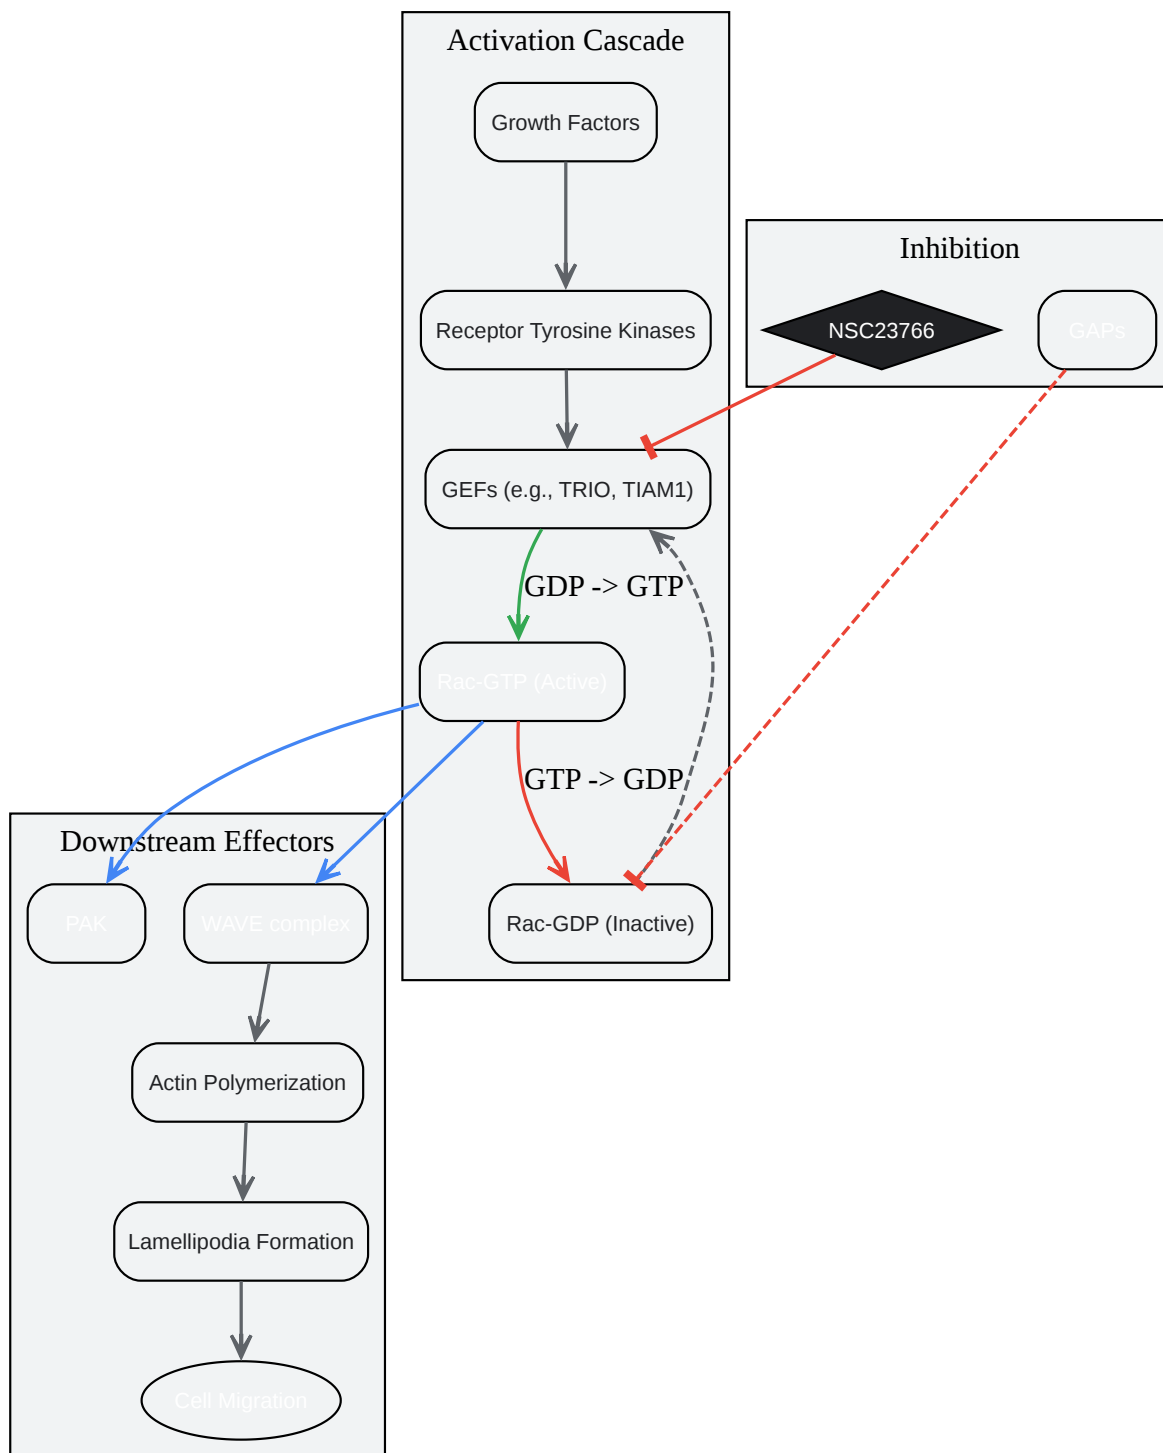 Activation Cascade
Growth Factors
Inhibition
Receptor Tyrosine Kinases
NSC23766
GAPs
GEFs (e.g., TRIO, TIAM1)
GDP -> GTP
Rac-GTP (Active)
GTP -> GDP
Downstream Effectors
PAK
WAVE complex
Rac-GDP (Inactive)
Actin Polymerization
Lamellipodia Formation
Cell Migration